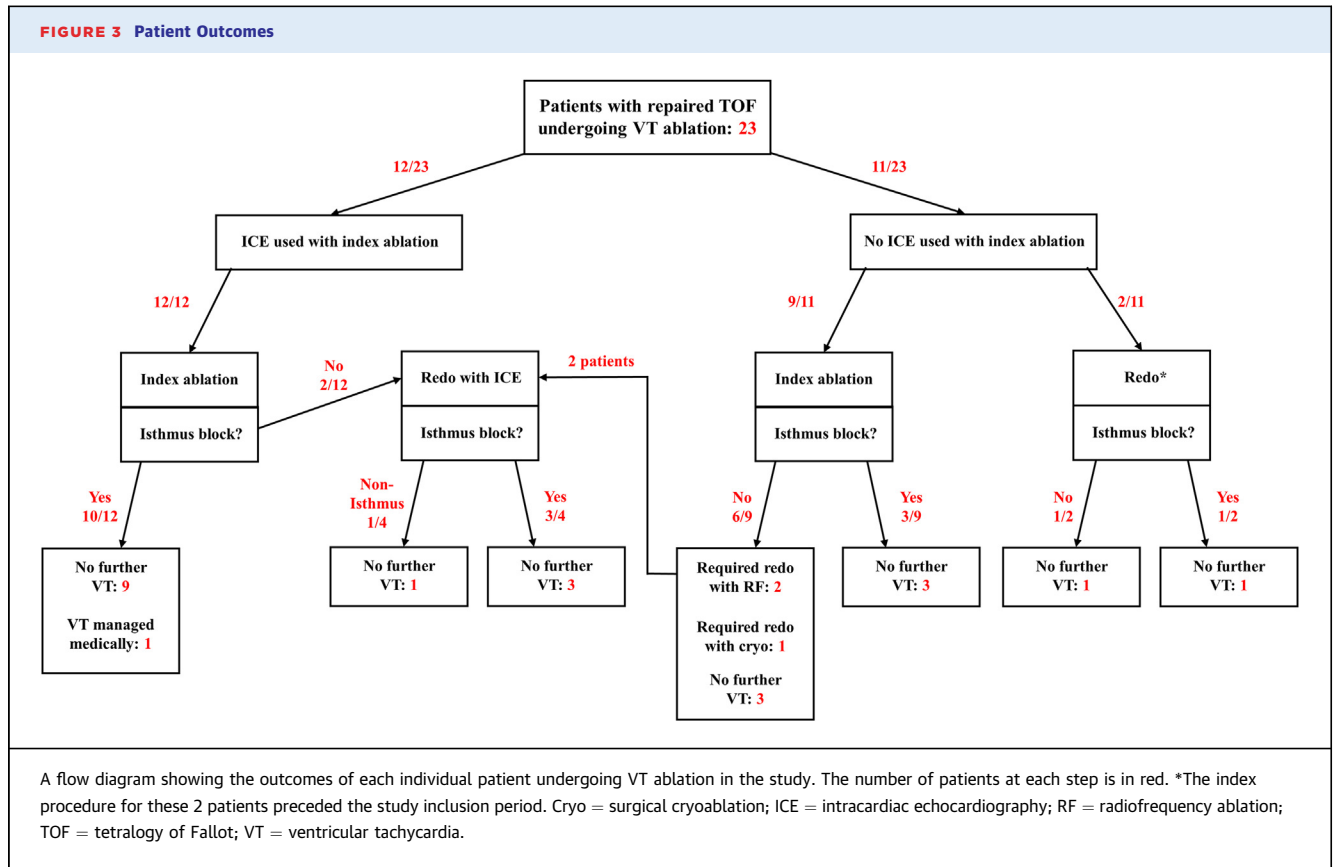 FIGURE 3 Patient Outcomes
Patients with repaired TOF
undergoing VT ablation: 23
12/23
11/23
ICE used with index ablation
No ICE used with index ablation
12/12
9/11
2/11
Index ablation
Isthmus block?
No
2/12
Redo with ICE
Isthmus block?
2 patients
Index ablation
Isthmus block?
Redo*
Isthmus block?
Yes
10/12
Non-
Isthmus
1/4
Yes
3/4
No
6/9
Yes
3/9
No
1/2
Yes
1/2
No further
VT: 9
VT managed
medically: 1
No further
VT: 1
No further
VT: 3
Required redo
with RF: 2
Required redo
with cryo: 1
No further
VT: 3
No further
VT: 3
No further
VT: 1
No further
VT: 1
A flow diagram showing the outcomes of each individual patient undergoing VT ablation in the study. The number of patients at each step is in red. *The index
procedure for these 2 patients preceded the study inclusion period. Cryo = surgical cryoablation; ICE = intracardiac echocardiography; RF = radiofrequency ablation;
TOF = tetralogy of Fallot; VT = ventricular tachycardia.